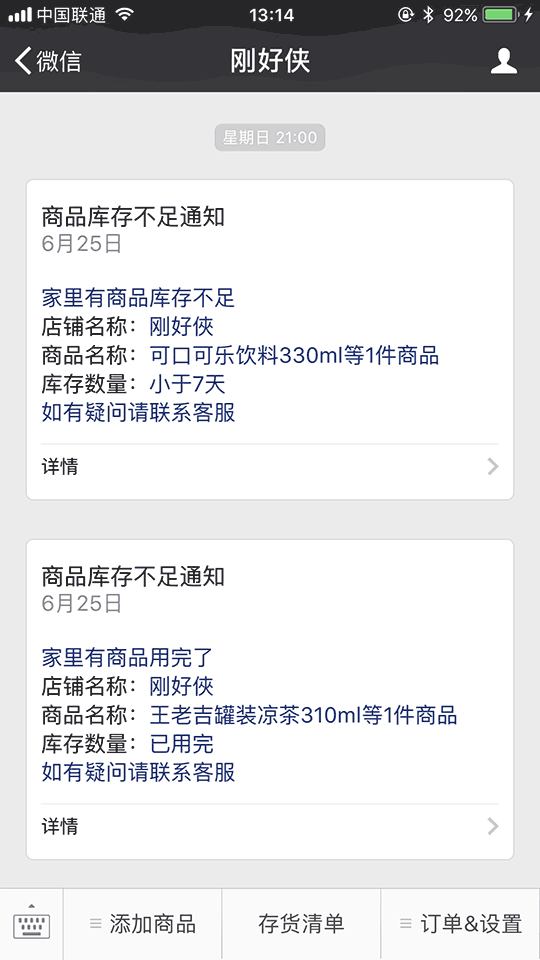 中国联通 13:14 92%
微信 刚好侠
星期日 21:00
商品库存不足通知
6月25日
家里有商品库存不足
店铺名称：刚好俠
商品名称：可口可乐饮料330ml等1件商品
库存数量：小于7天
如有疑问请联系客服
详情
商品库存不足通知
6月25日
家里有商品用完了
店铺名称：刚好俠
商品名称：王老吉罐装凉茶310ml等1件商品
库存数量：已用完
如有疑问请联系客服
详情
添加商品 存货清单 订单&设置